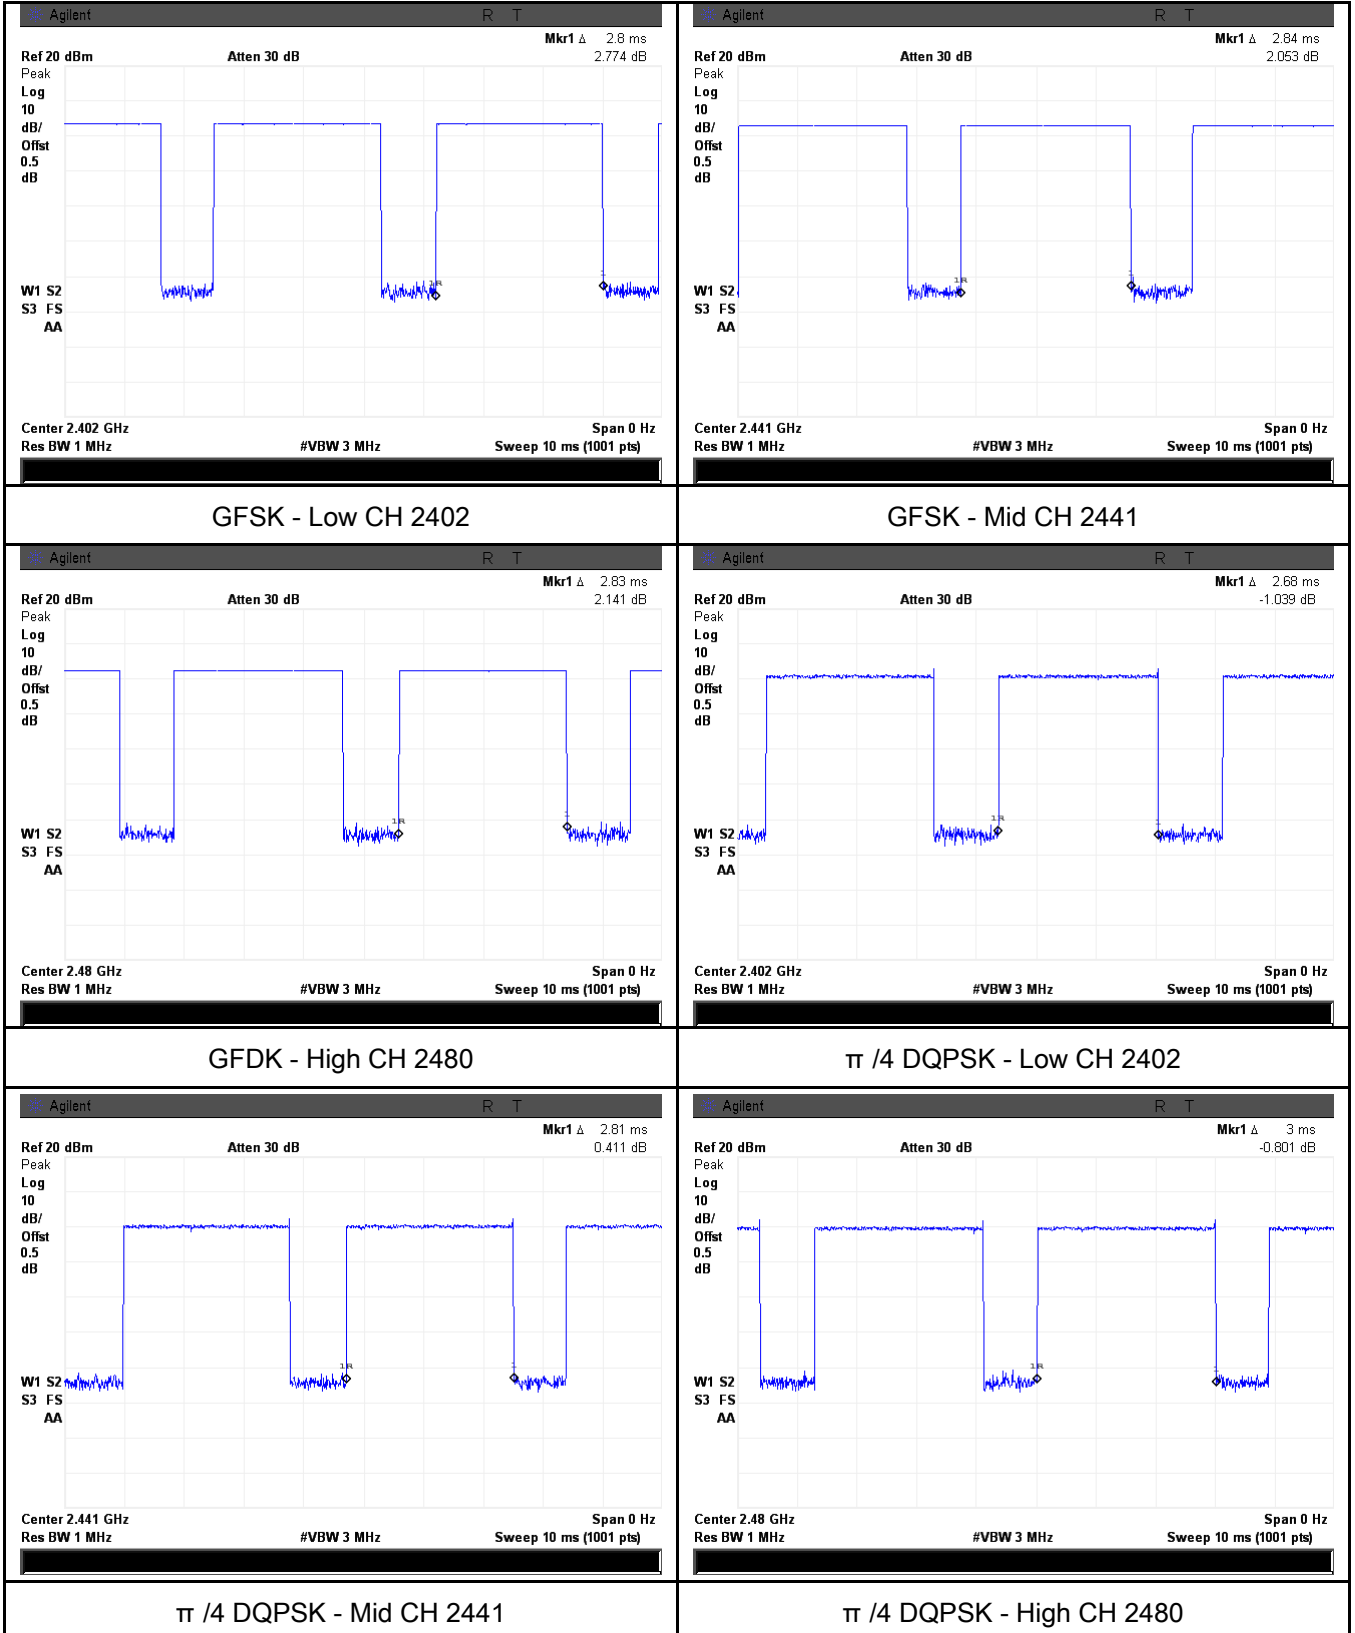 Agilent R T
Mkr1 Δ 2.8 ms
Ref 20 dBm Atten 30 dB 2.774 dB
Peak
Log
10
dB/
Offst
0.5
dB
1R
1
W1 S2
S3 FS
AA
Center 2.402 GHz Span 0 Hz
Res BW 1 MHz #VBW 3 MHz Sweep 10 ms (1001 pts)
GFSK - Low CH 2402
Agilent R T
Mkr1 Δ 2.84 ms
Ref 20 dBm Atten 30 dB 2.053 dB
Peak
Log
10
dB/
Offst
0.5
dB
1R
1
W1 S2
S3 FS
AA
Center 2.441 GHz Span 0 Hz
Res BW 1 MHz #VBW 3 MHz Sweep 10 ms (1001 pts)
GFSK - Mid CH 2441
Agilent R T
Mkr1 Δ 2.83 ms
Ref 20 dBm Atten 30 dB 2.141 dB
Peak
Log
10
dB/
Offst
0.5
dB
1R
1
W1 S2
S3 FS
AA
Center 2.48 GHz Span 0 Hz
Res BW 1 MHz #VBW 3 MHz Sweep 10 ms (1001 pts)
GFDK - High CH 2480
Agilent R T
Mkr1 Δ 2.68 ms
Ref 20 dBm Atten 30 dB -1.039 dB
Peak
Log
10
dB/
Offst
0.5
dB
1R
1
W1 S2
S3 FS
AA
Center 2.402 GHz Span 0 Hz
Res BW 1 MHz #VBW 3 MHz Sweep 10 ms (1001 pts)
π /4 DQPSK - Low CH 2402
Agilent R T
Mkr1 Δ 2.81 ms
Ref 20 dBm Atten 30 dB 0.411 dB
Peak
Log
10
dB/
Offst
0.5
dB
1R
1
W1 S2
S3 FS
AA
Center 2.441 GHz Span 0 Hz
Res BW 1 MHz #VBW 3 MHz Sweep 10 ms (1001 pts)
π /4 DQPSK - Mid CH 2441
Agilent R T
Mkr1 Δ 3 ms
Ref 20 dBm Atten 30 dB -0.801 dB
Peak
Log
10
dB/
Offst
0.5
dB
1R
1
W1 S2
S3 FS
AA
Center 2.48 GHz Span 0 Hz
Res BW 1 MHz #VBW 3 MHz Sweep 10 ms (1001 pts)
π /4 DQPSK - High CH 2480